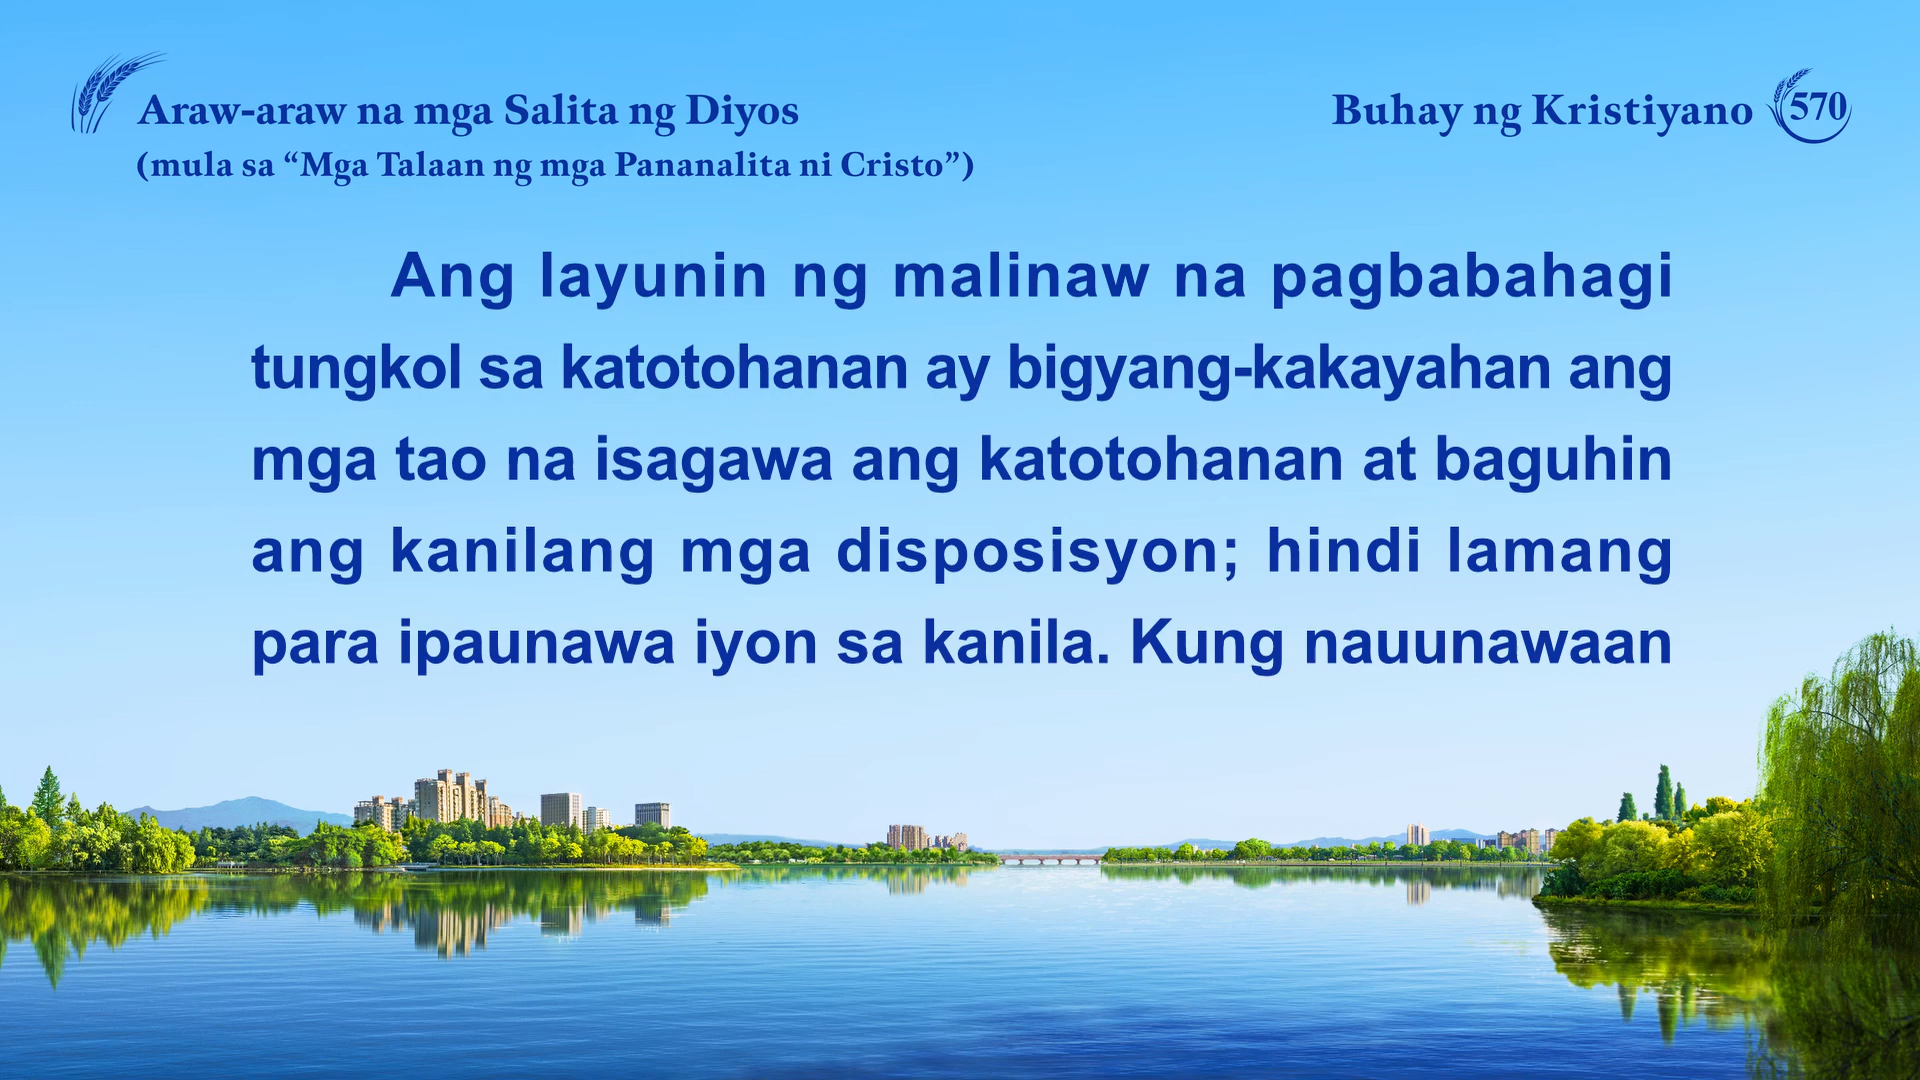 Araw-araw na mga Salita ng Diyos
(mula sa “Mga Talaan ng mga Pananalita ni Cristo”)
Buhay ng Kristiyano 570
Ang layunin ng malinaw na pagbabahagi
tungkol sa katotohanan ay bigyang-kakayahan ang
mga tao na isagawa ang katotohanan at baguhin
ang kanilang mga disposisyon; hindi lamang
para ipaunawa iyon sa kanila. Kung nauunawaan